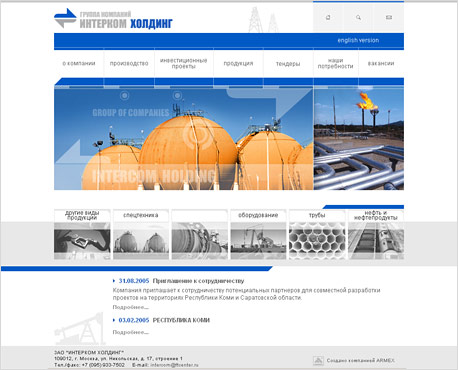 ГРУППА КОМПАНИЙ
ИНТЕРКОМ ХОЛДИНГ
english version
о компании
производство
инвестиционные
проекты
продукция
тендеры
наши
потребности
вакансии
GROUP OF COMPANIES
INTERCOM HOLDING
другие виды
продукции
спецтехника
оборудование
трубы
нефть и
нефтепродукты
31.08.2005 Приглашение к сотрудничеству
Компания приглашает к сотрудничеству потенциальных партнеров для совместной разработки
проектов на территориях Республики Коми и Саратовской области.
Подробнее...
03.02.2005 РЕСПУБЛИКА КОМИ
Подробнее...
ЗАО "ИНТЕРКОМ ХОЛДИНГ"
109012, г. Москва, ул. Никольская, д. 17, строение 1
Тел./факс: +7 (095) 933-7502 E-mail: intercom@ftcenter.ru
Создано компанией ARMEX